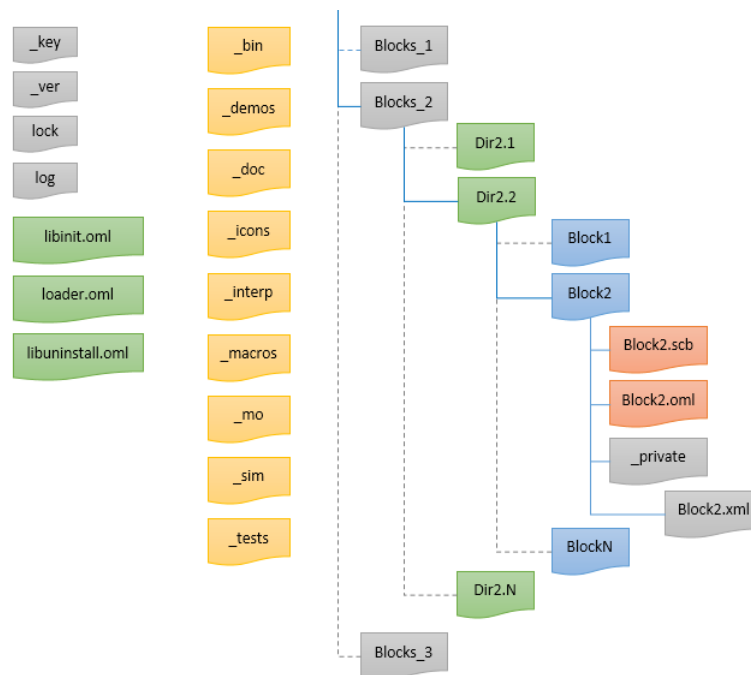 _key
_ver
lock
log
libinit.oml
loader.oml
libuninstall.oml
_bin
_demos
_doc
_icons
_interp
_macros
_mo
_sim
_tests
Blocks_1
Blocks_2
Dir2.1
Dir2.2
Block1
Block2
Block2.scb
Block2.oml
_private
Block2.xml
BlockN
Dir2.N
Blocks_3